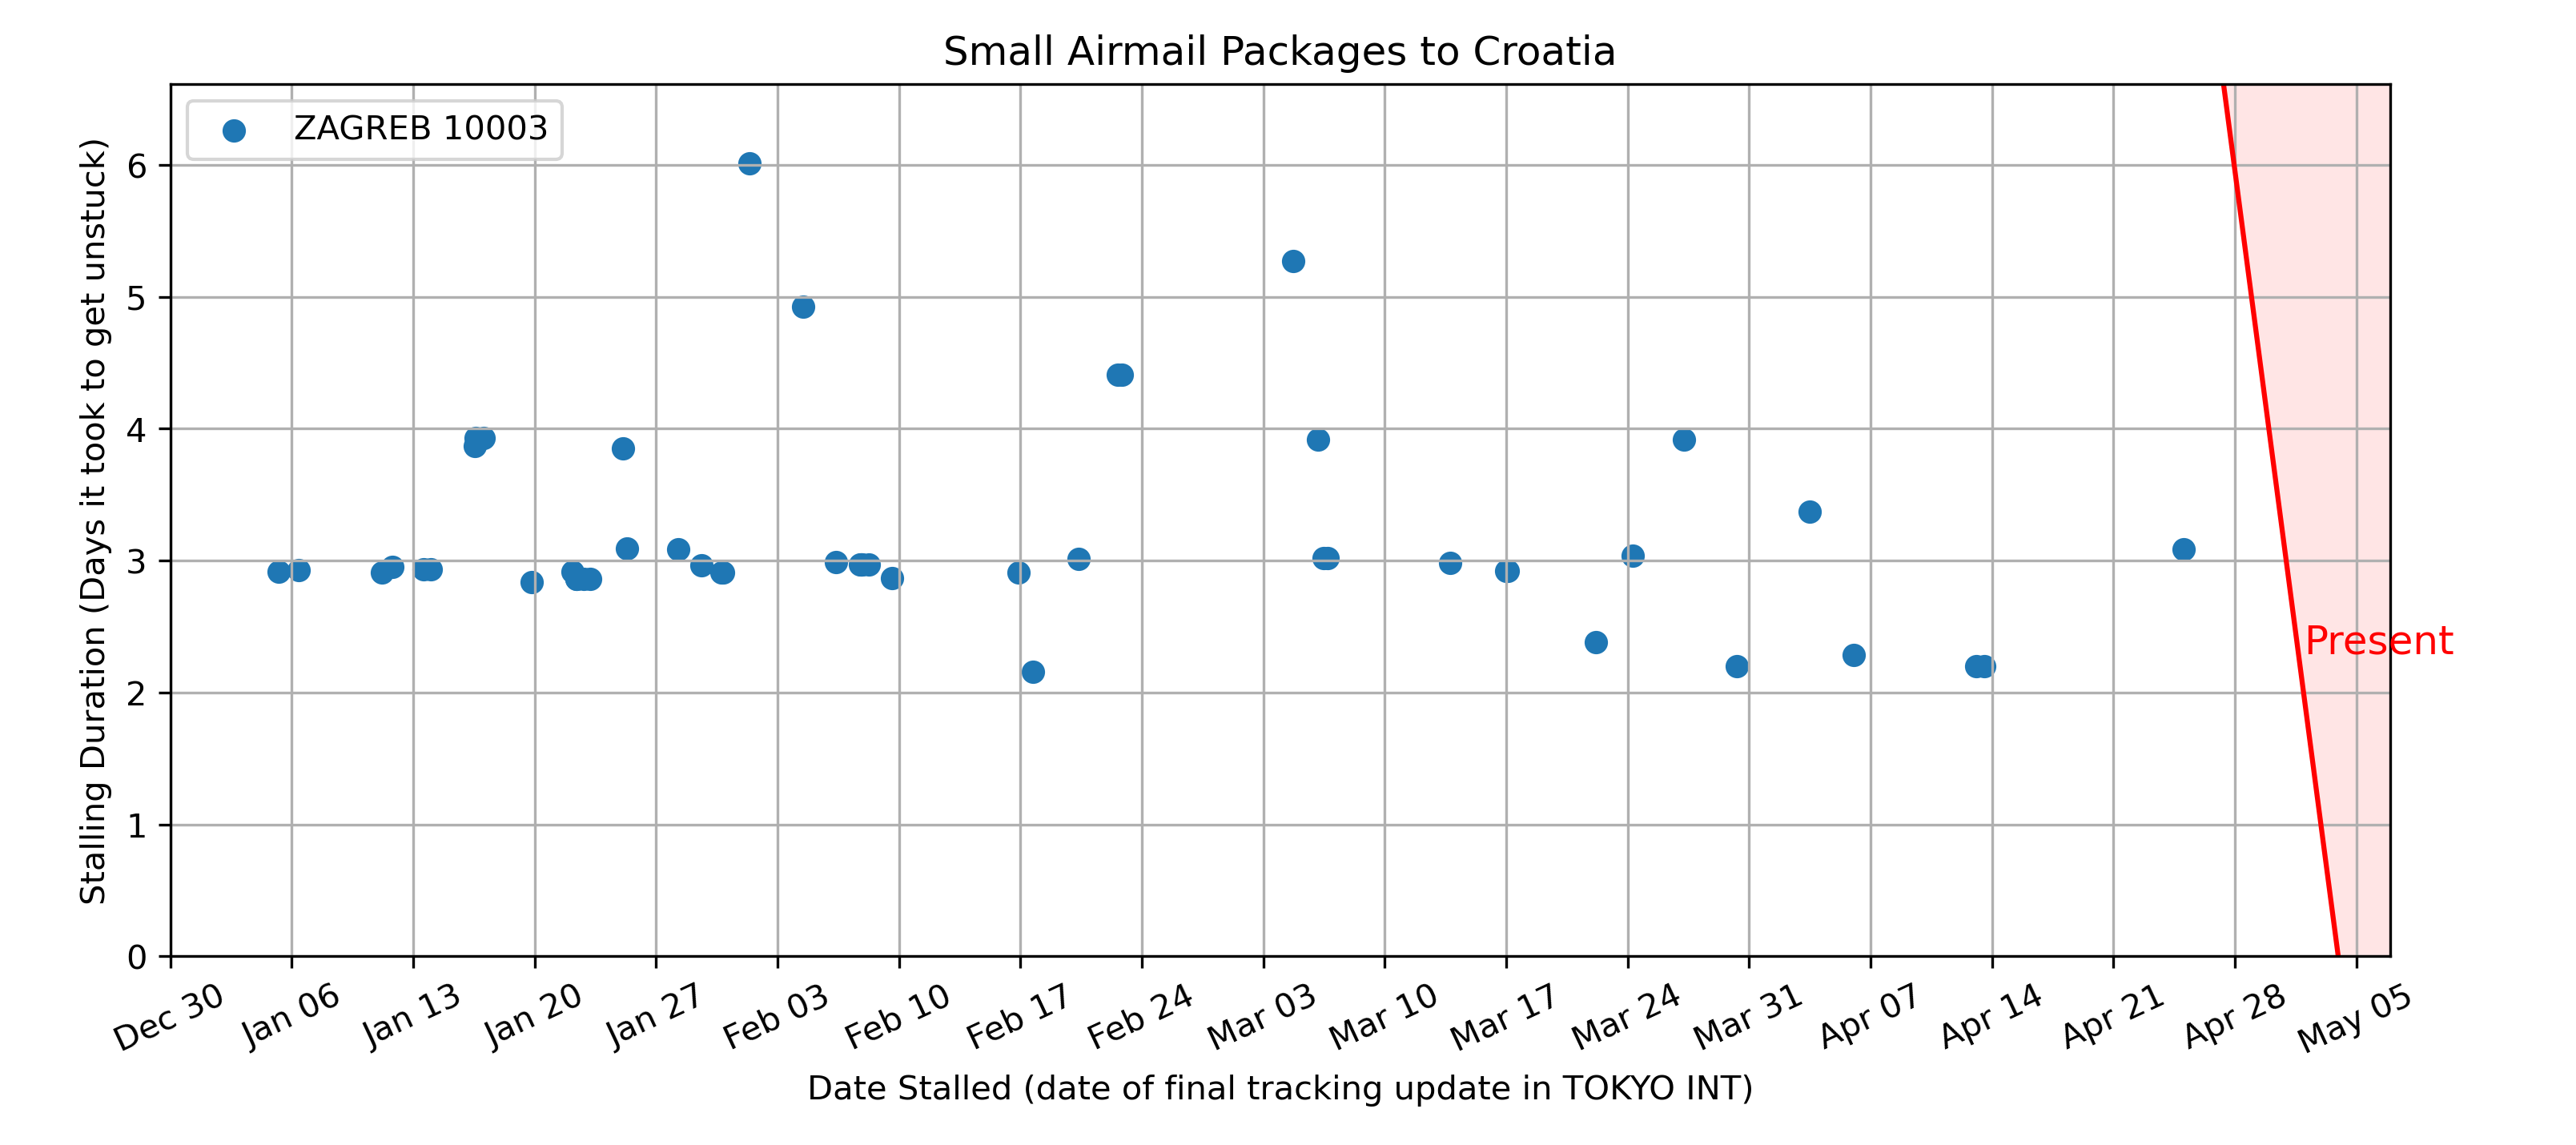 Small Airmail Packages to Croatia
ZAGREB 10003
Stalling Duration (Days it took to get unstuck)
6
5
4
3
2
1
0
Present
Dec 30
Jan 06
Jan 13
Jan 20
Jan 27
Feb 03
Feb 10
Feb 17
Feb 24
Mar 03
Mar 10
Mar 17
Mar 24
Mar 31
Apr 07
Apr 14
Apr 21
Apr 28
May 05
Date Stalled (date of final tracking update in TOKYO INT)